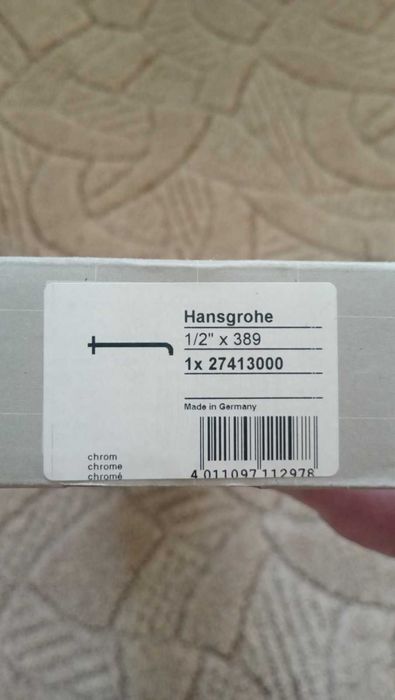 Hansgrohe
1/2" x 389
1x 27413000
Made in Germany
chrom
chrome
chromé
4 011097 112978